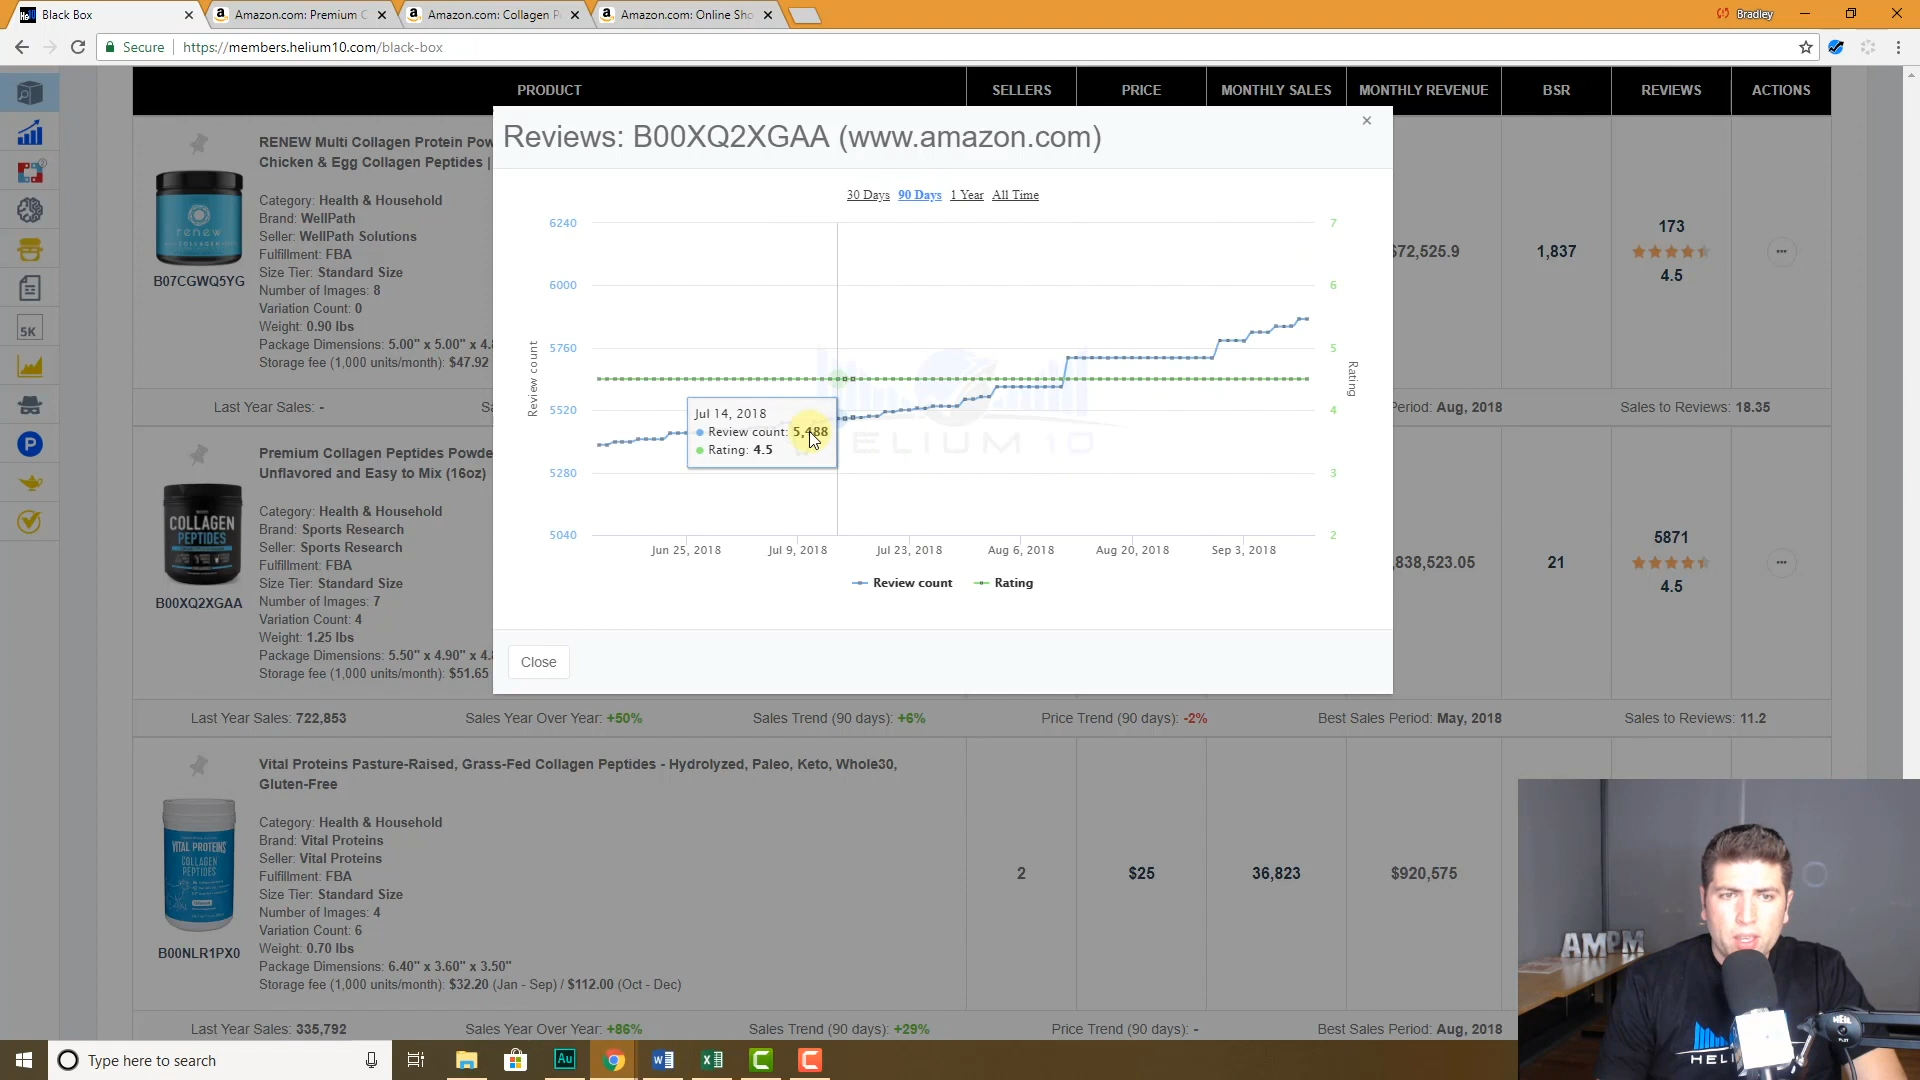 Black Box
Amazon.com: Premium C
Amazon.com: Collagen P
Amazon.com: Online Sho
Bradley
Secure
https://members.helium10.com/black-box
PRODUCT
SELLERS
PRICE
MONTHLY SALES
MONTHLY REVENUE
BSR
REVIEWS
ACTIONS
Reviews: B00XQ2XGAA (www.amazon.com)
×
30 Days
90 Days
1 Year
All Time
6240
6000
5760
5520
5280
5040
Review count
7
6
5
4
3
2
Rating
HELIUM 10
Jul 14, 2018
Review count: 5,488
Rating: 4.5
Jun 25, 2018
Jul 9, 2018
Jul 23, 2018
Aug 6, 2018
Aug 20, 2018
Sep 3, 2018
Review count
Rating
Close
RENEW Multi Collagen Protein Pow
Chicken & Egg Collagen Peptides |
Category: Health & Household
Brand: WellPath
Seller: WellPath Solutions
Fulfillment: FBA
Size Tier: Standard Size
Number of Images: 8
Variation Count: 0
Weight: 0.90 lbs
Package Dimensions: 5.00" x 5.00" x 4.8
Storage fee (1,000 units/month): $47.92
renew
B07CGWQ5YG
$72,525.9
1,837
173
4.5
Last Year Sales: -
Period: Aug, 2018
Sales to Reviews: 18.35
Premium Collagen Peptides Powde
Unflavored and Easy to Mix (16oz)
Category: Health & Household
Brand: Sports Research
Seller: Sports Research
Fulfillment: FBA
Size Tier: Standard Size
Number of Images: 7
Variation Count: 4
Weight: 1.25 lbs
Package Dimensions: 5.50" x 4.90" x 4.8
Storage fee (1,000 units/month): $51.65
COLLAGEN
PEPTIDES
B00XQ2XGAA
838,523.05
21
5871
4.5
Last Year Sales: 722,853
Sales Year Over Year: +50%
Sales Trend (90 days): +6%
Price Trend (90 days): -2%
Best Sales Period: May, 2018
Sales to Reviews: 11.2
Vital Proteins Pasture-Raised, Grass-Fed Collagen Peptides - Hydrolyzed, Paleo, Keto, Whole30,
Gluten-Free
Category: Health & Household
Brand: Vital Proteins
Seller: Vital Proteins
Fulfillment: FBA
Size Tier: Standard Size
Number of Images: 4
Variation Count: 6
Weight: 0.70 lbs
Package Dimensions: 6.40" x 3.60" x 3.50"
Storage fee (1,000 units/month): $32.20 (Jan - Sep) / $112.00 (Oct - Dec)
VITAL PROTEINS
COLLAGEN
PEPTIDES
B00NLR1PX0
2
$25
36,823
$920,575
Last Year Sales: 335,792
Sales Year Over Year: +86%
Sales Trend (90 days): +29%
Price Trend (90 days): -
Best Sales Period: Aug, 2018
5K
P
AMPM
HELI
Type here to search
Au